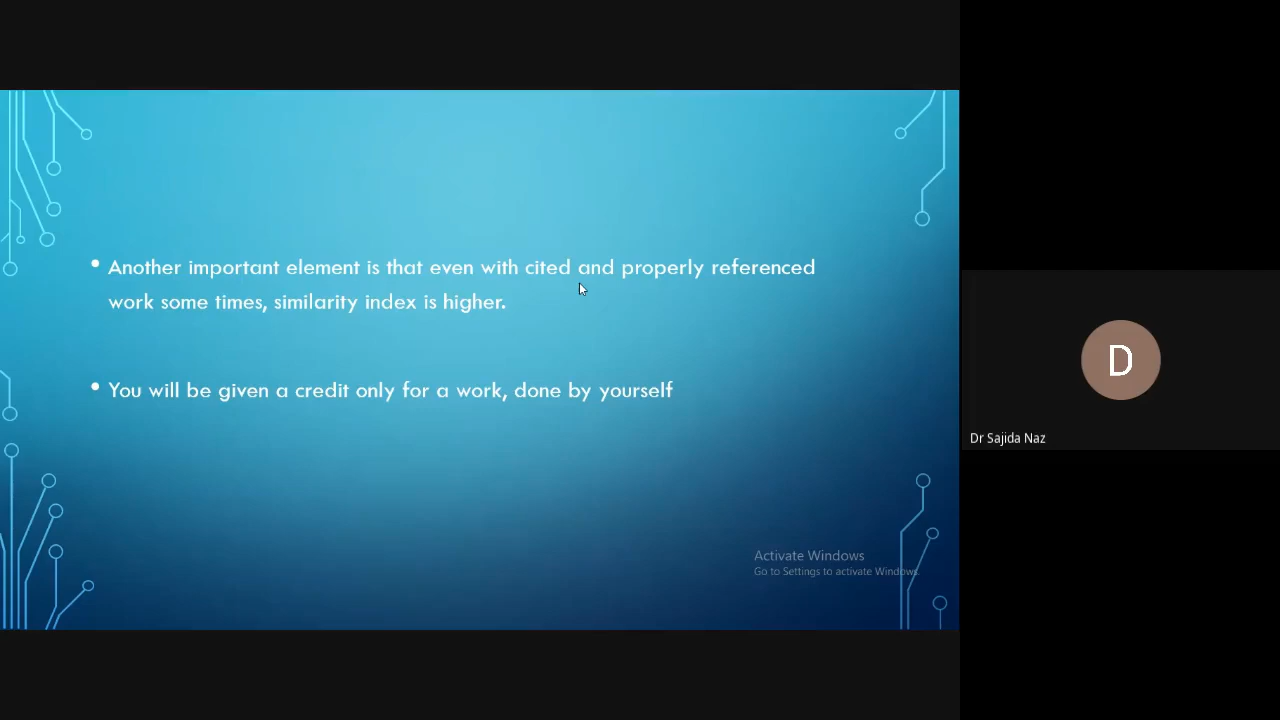 • Another important element is that even with cited and properly referenced
work some times, similarity index is higher.
• You will be given a credit only for a work, done by yourself
Activate Windows
Go to Settings to activate Windows.
D
Dr Sajida Naz